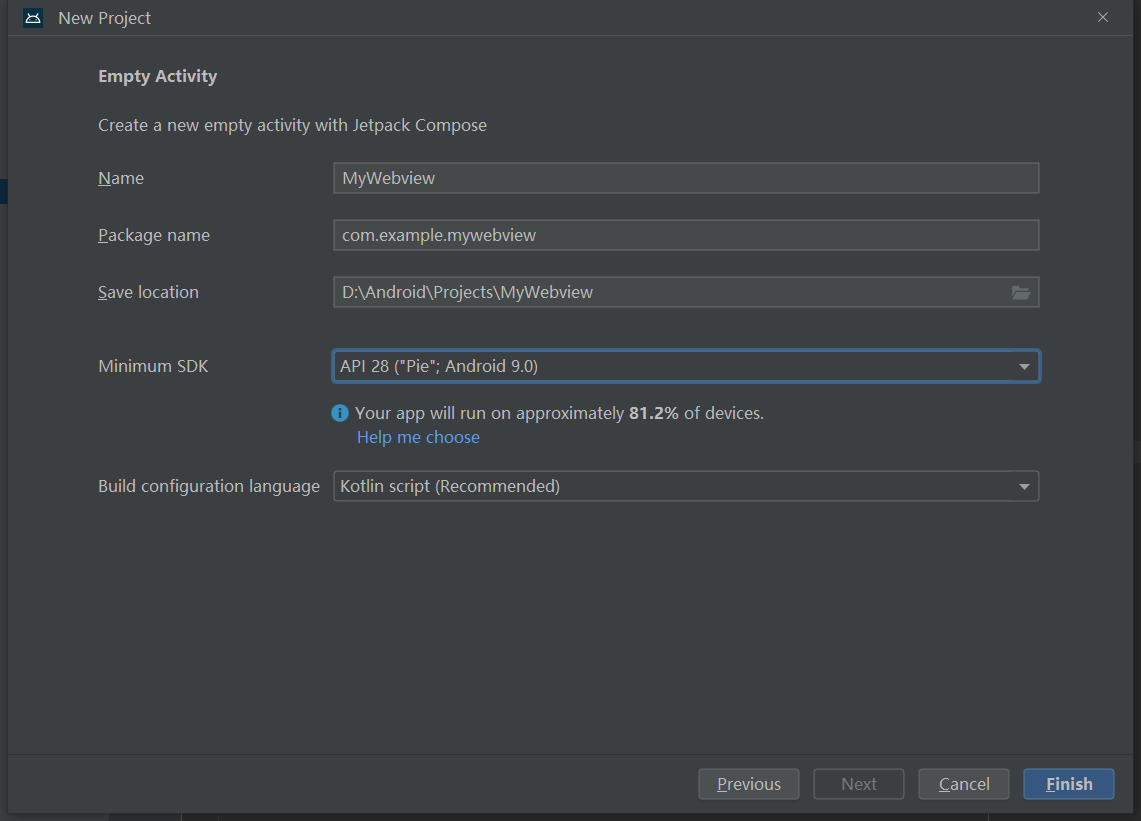 New Project
Empty Activity
Create a new empty activity with Jetpack Compose
Name
MyWebview
Package name
com.example.mywebview
Save location
D:\Android\Projects\MyWebview
Minimum SDK
API 28 ("Pie"; Android 9.0)
Your app will run on approximately 81.2% of devices.
Help me choose
Build configuration language
Kotlin script (Recommended)
Previous
Next
Cancel
Finish